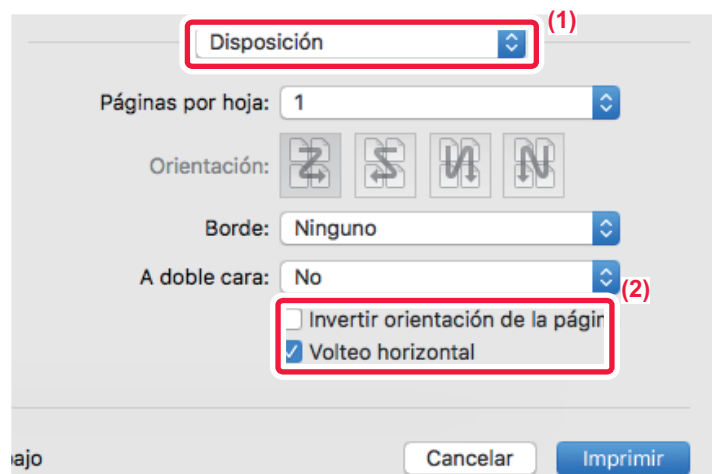 (1)
Disposición
Páginas por hoja: 1
Orientación:
Borde: Ninguno
A doble cara: No
(2)
Invertir orientación de la págin
Volteo horizontal
ajo
Cancelar Imprimir